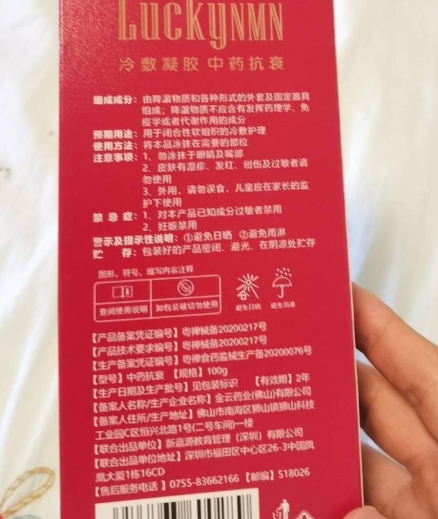 LuckyNMN
冷敷凝胶 中药抗衰
组成成分：由降温物质和各种形式的外套及固定器具
组成；降温物质不应含有发挥药理学、免
疫学或者代谢作用的成分
预期用途：用于闭合性软组织的冷敷护理
使用方法：将本品涂抹在需要的部位
注意事项：1、勿涂抹于眼睛及嘴部
2、皮肤有湿疹、发红、创伤及过敏者请
勿使用
3、外用，请勿误食，儿童应在家长的监
护下使用
禁忌症：1、对本产品已知成分过敏者禁用
2、妊娠禁用
警示及提示性说明：①避免日晒 ②避免雨淋
贮存：包装好的产品密闭、避光、在阴凉处贮存
图形、符号、缩写内容注释
查阅使用说明 如包装破切勿使用 避免日晒 避免雨淋
【产品备案凭证编号】粤禅械备20200217号
【产品技术要求编号】粤禅械备20200217号
【生产备案凭证编号】粤禅食药监械生产备20200076号
【型号】中药抗衰 【规格】100g
【生产日期及生产批号】见包装标识 【有效期】2年
【备案人名称/生产企业名称】金云药业(佛山)有限公司
【备案人住所/生产地址】佛山市南海区狮山镇狮山科技
工业园C区恒兴北路1号(二号车间)一楼
【联合出品单位】新嘉源教育管理（深圳）有限公司
【联合出品单位地址】深圳市福田区中心区26-3中国凤
凰大厦1栋16CD
【售后服务电话】0755-83662166【邮编】518026